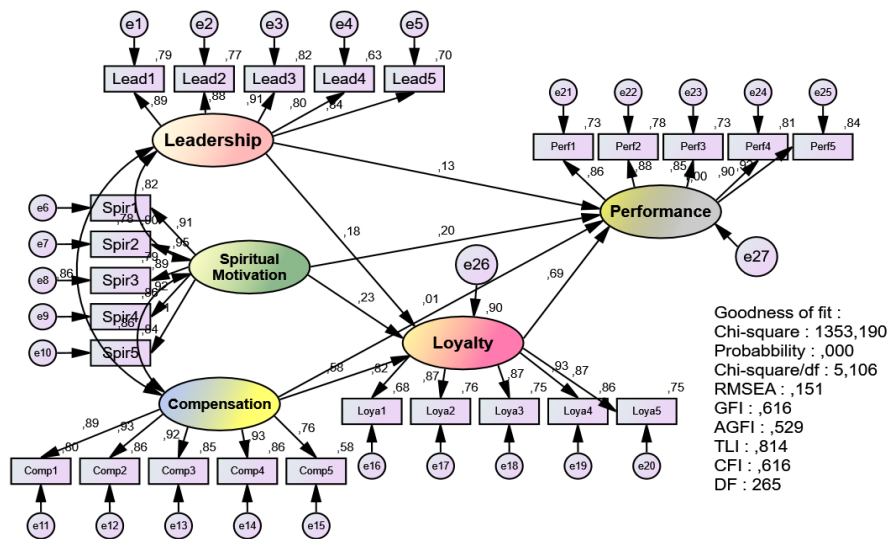 e1 e2 e3 e4 e5
,79 ,77 ,82 ,63 ,70
Lead1 Lead2 Lead3 Lead4 Lead5
,89 ,88 ,91 ,80 ,84
Leadership
e21 e22 e23 e24 e25
,73 ,78 ,73 ,81 ,84
Perf1 Perf2 Perf3 Perf4 Perf5
,86 ,88 ,85 ,90 ,92
,00
Performance
e27
,13
,82
e6 Spir1 ,91
e7 Spir2 ,95
e8 Spir3 ,89
e9 Spir4 ,92
e10 Spir5
,78 ,90
,79
,86 ,86
,86 ,94
Spiritual
Motivation
,20
,18
,23
,01
e26
,90
,69
Loyalty
,58
,82 ,87 ,87 ,93 ,87
,68 ,76 ,75 ,86 ,75
Loya1 Loya2 Loya3 Loya4 Loya5
e16 e17 e18 e19 e20
Compensation
,89 ,93 ,92 ,93 ,76
,80 ,86 ,85 ,86 ,58
Comp1 Comp2 Comp3 Comp4 Comp5
e11 e12 e13 e14 e15
Goodness of fit :
Chi-square : 1353,190
Probabbility : ,000
Chi-square/df : 5,106
RMSEA : ,151
GFI : ,616
AGFI : ,529
TLI : ,814
CFI : ,616
DF : 265